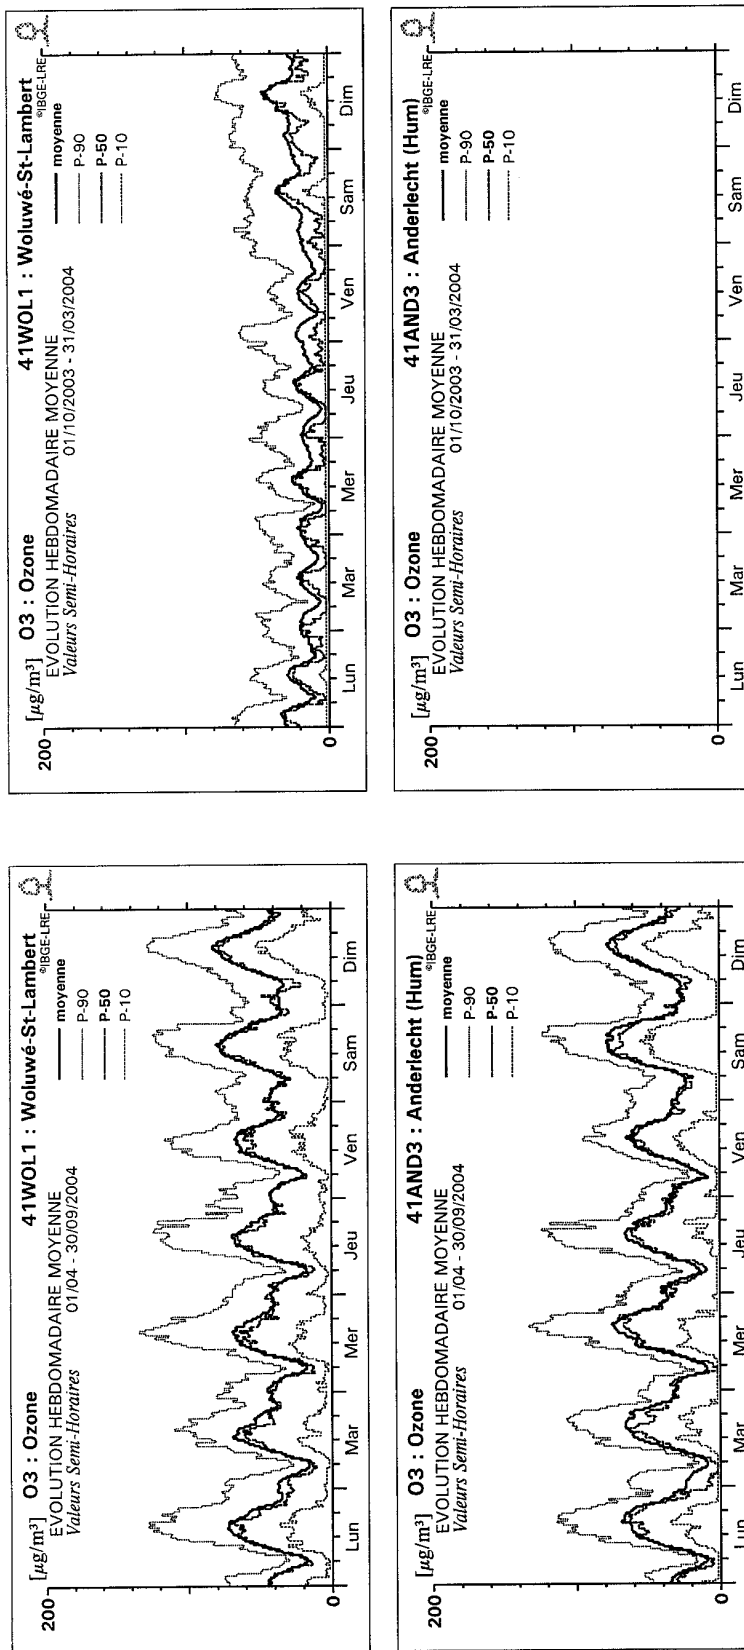 [µg/m³] O3 : Ozone 41WOL1 : Woluwé-St-Lambert
EVOLUTION HEBDOMADAIRE MOYENNE ©IBGE-LRE
Valeurs Semi-Horaires 01/04 - 30/09/2004
moyenne
P-90
P-50
P-10
200
0
Lun Mar Mer Jeu Ven Sam Dim
[µg/m³] O3 : Ozone 41WOL1 : Woluwé-St-Lambert
EVOLUTION HEBDOMADAIRE MOYENNE ©IBGE-LRE
Valeurs Semi-Horaires 01/10/2003 - 31/03/2004
moyenne
P-90
P-50
P-10
200
0
Lun Mar Mer Jeu Ven Sam Dim
[µg/m³] O3 : Ozone 41AND3 : Anderlecht (Hum)
EVOLUTION HEBDOMADAIRE MOYENNE ©IBGE-LRE
Valeurs Semi-Horaires 01/04 - 30/09/2004
moyenne
P-90
P-50
P-10
200
0
Lun Mar Mer Jeu Ven Sam Dim
[µg/m³] O3 : Ozone 41AND3 : Anderlecht (Hum)
EVOLUTION HEBDOMADAIRE MOYENNE ©IBGE-LRE
Valeurs Semi-Horaires 01/10/2003 - 31/03/2004
moyenne
P-90
P-50
P-10
200
0
Lun Mar Mer Jeu Ven Sam Dim